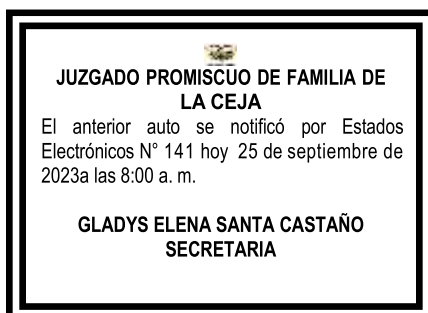 JUZGADO PROMISCUO DE FAMILIA DE
LA CEJA
El anterior auto se notificó por Estados
Electrónicos N° 141 hoy 25 de septiembre de
2023a las 8:00 a. m.
GLADYS ELENA SANTA CASTAÑO
SECRETARIA